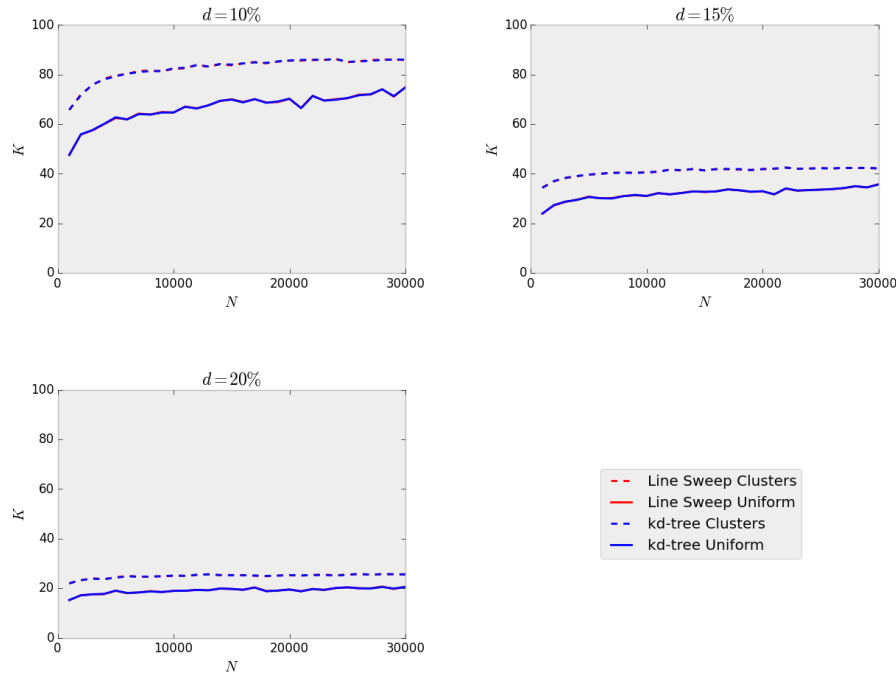 d = 10%
100
80
60
40
20
0
K
0 10000 20000 30000
N
d = 15%
100
80
60
40
20
0
K
0 10000 20000 30000
N
d = 20%
100
80
60
40
20
0
K
0 10000 20000 30000
N
Line Sweep Clusters
Line Sweep Uniform
kd-tree Clusters
kd-tree Uniform